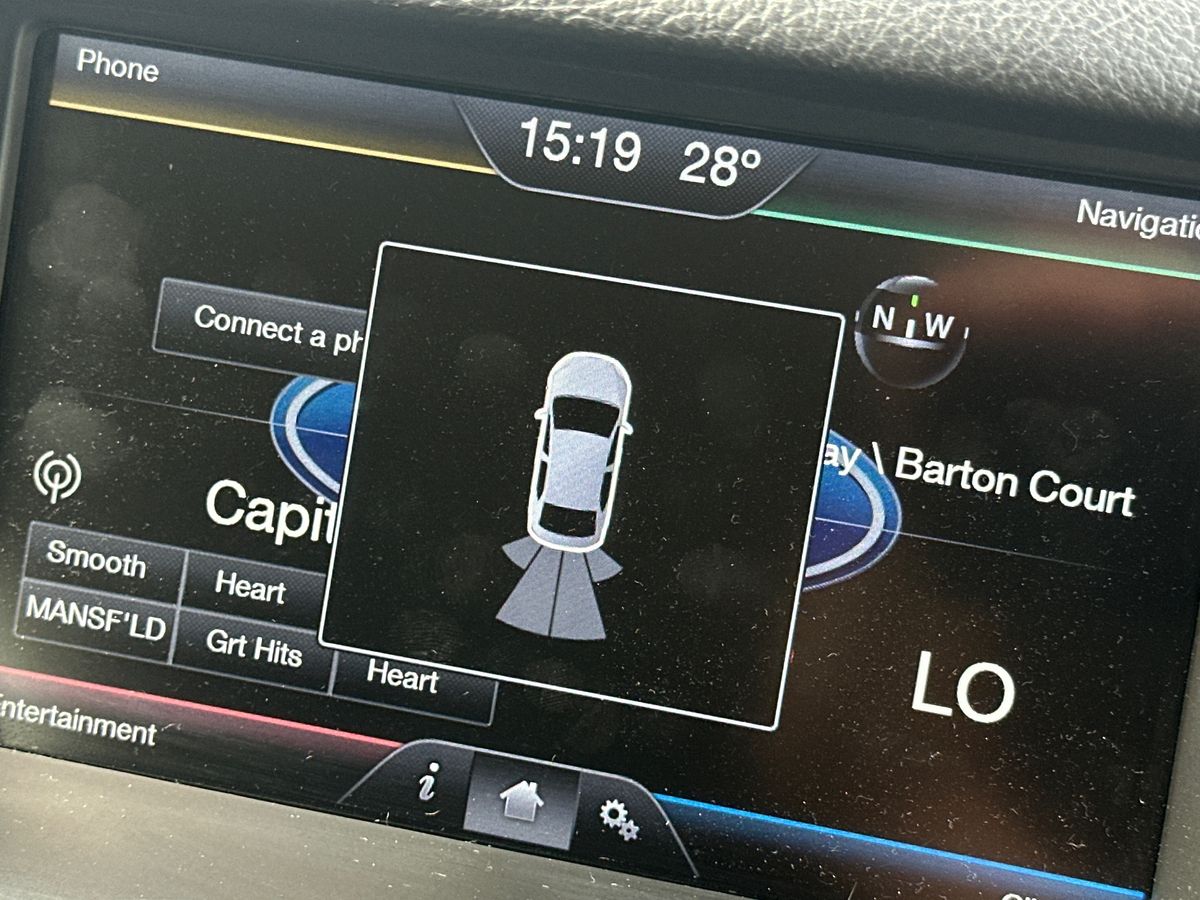 Phone
15:19 28º
Navigatio
N W
Connect a ph
ay \ Barton Court
Capit
Smooth Heart
MANSF'LD Grt Hits
Heart
LO
ntertainment
i